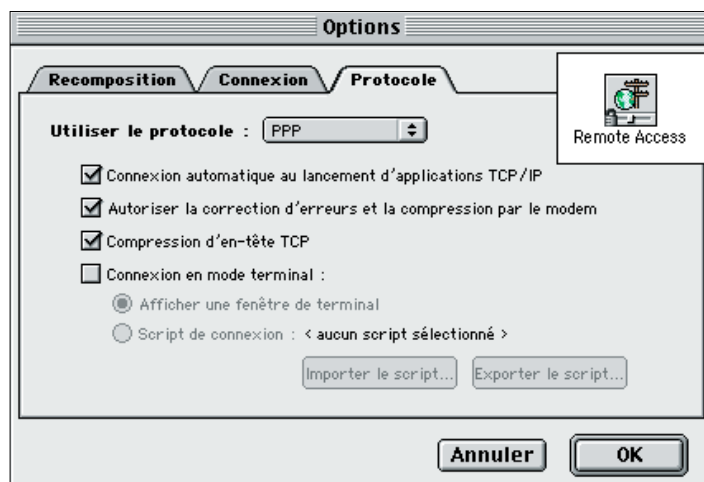 Options
Recomposition Connexion Protocole
Remote Access
Utiliser le protocole : PPP
Connexion automatique au lancement d'applications TCP/IP
Autoriser la correction d'erreurs et la compression par le modem
Compression d'en-tête TCP
Connexion en mode terminal :
Afficher une fenêtre de terminal
Script de connexion : < aucun script sélectionné >
Importer le script... Exporter le script...
Annuler OK